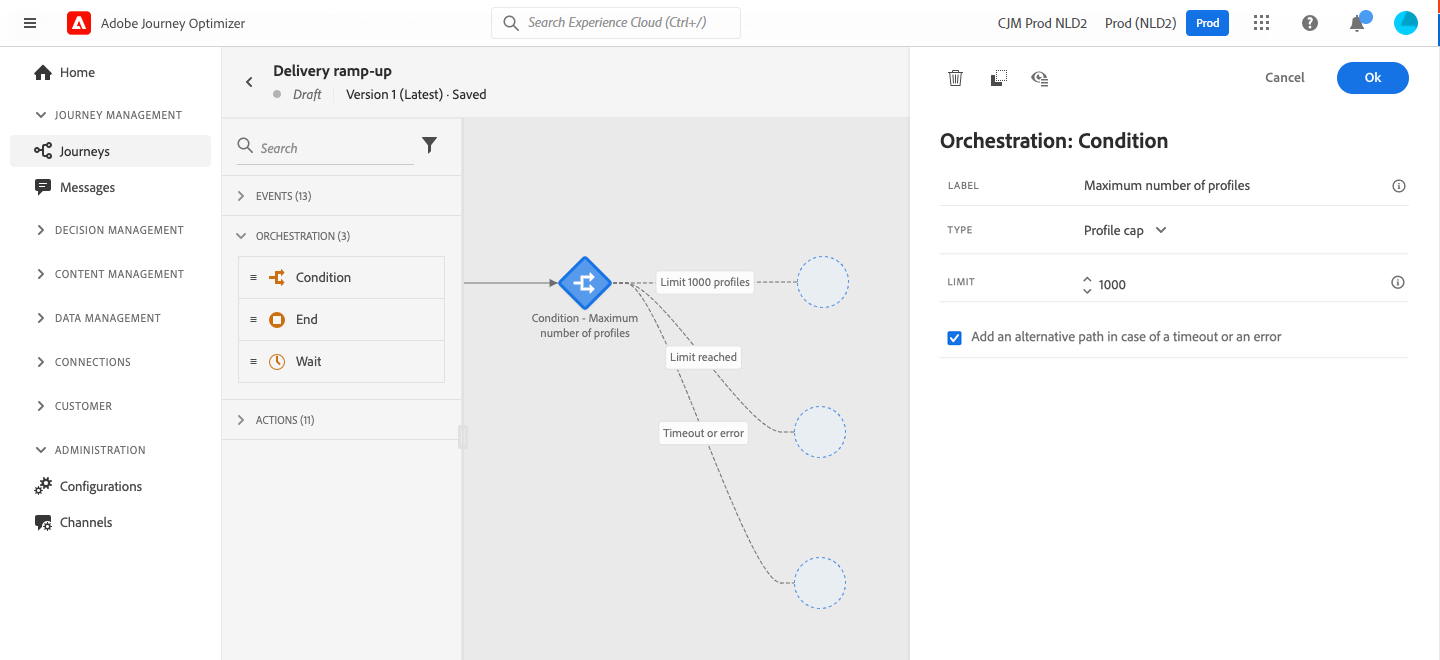 Adobe Journey Optimizer
Search Experience Cloud (Ctrl+/)
CJM Prod NLD2
Prod (NLD2)
Prod
Home
JOURNEY MANAGEMENT
Journeys
Messages
DECISION MANAGEMENT
CONTENT MANAGEMENT
DATA MANAGEMENT
CONNECTIONS
CUSTOMER
ADMINISTRATION
Configurations
Channels
Delivery ramp-up
Draft
Version 1 (Latest) · Saved
Search
EVENTS (13)
ORCHESTRATION (3)
Condition
End
Wait
ACTIONS (11)
Condition - Maximum
number of profiles
Limit 1000 profiles
Limit reached
Timeout or error
Cancel
Ok
Orchestration: Condition
LABEL
Maximum number of profiles
TYPE
Profile cap
LIMIT
1000
Add an alternative path in case of a timeout or an error